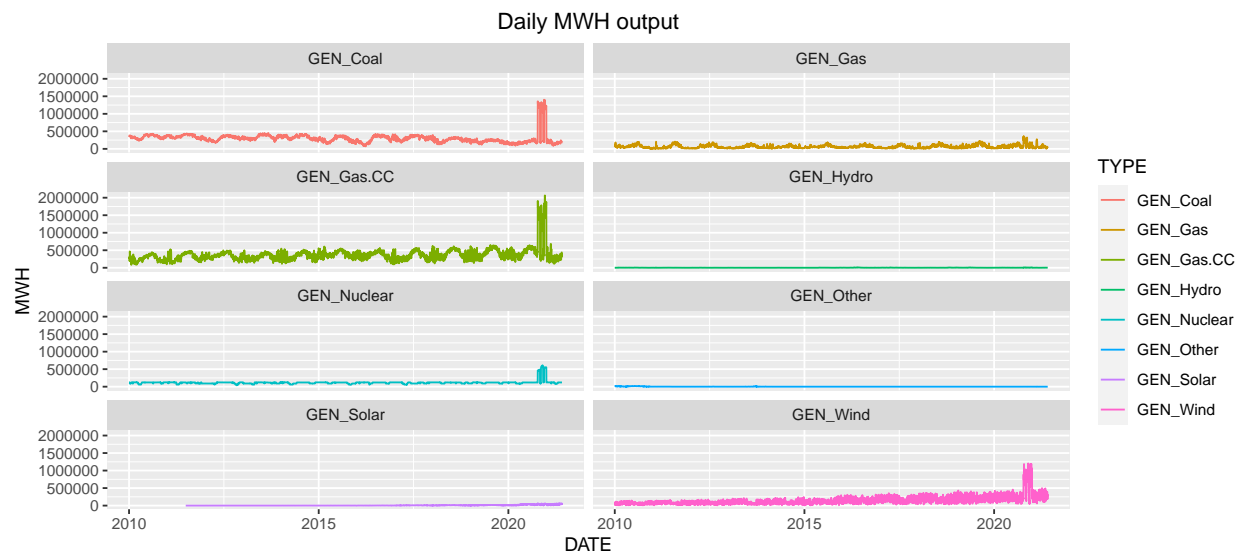 Daily MWH output
GEN_Coal
GEN_Gas
2000000
1500000
1000000
500000
0
GEN_Gas.CC
GEN_Hydro
2000000
1500000
1000000
500000
0
GEN_Nuclear
GEN_Other
2000000
1500000
1000000
500000
0
GEN_Solar
GEN_Wind
2000000
1500000
1000000
500000
0
2010 2015 2020
2010 2015 2020
DATE
MWH
TYPE
GEN_Coal
GEN_Gas
GEN_Gas.CC
GEN_Hydro
GEN_Nuclear
GEN_Other
GEN_Solar
GEN_Wind